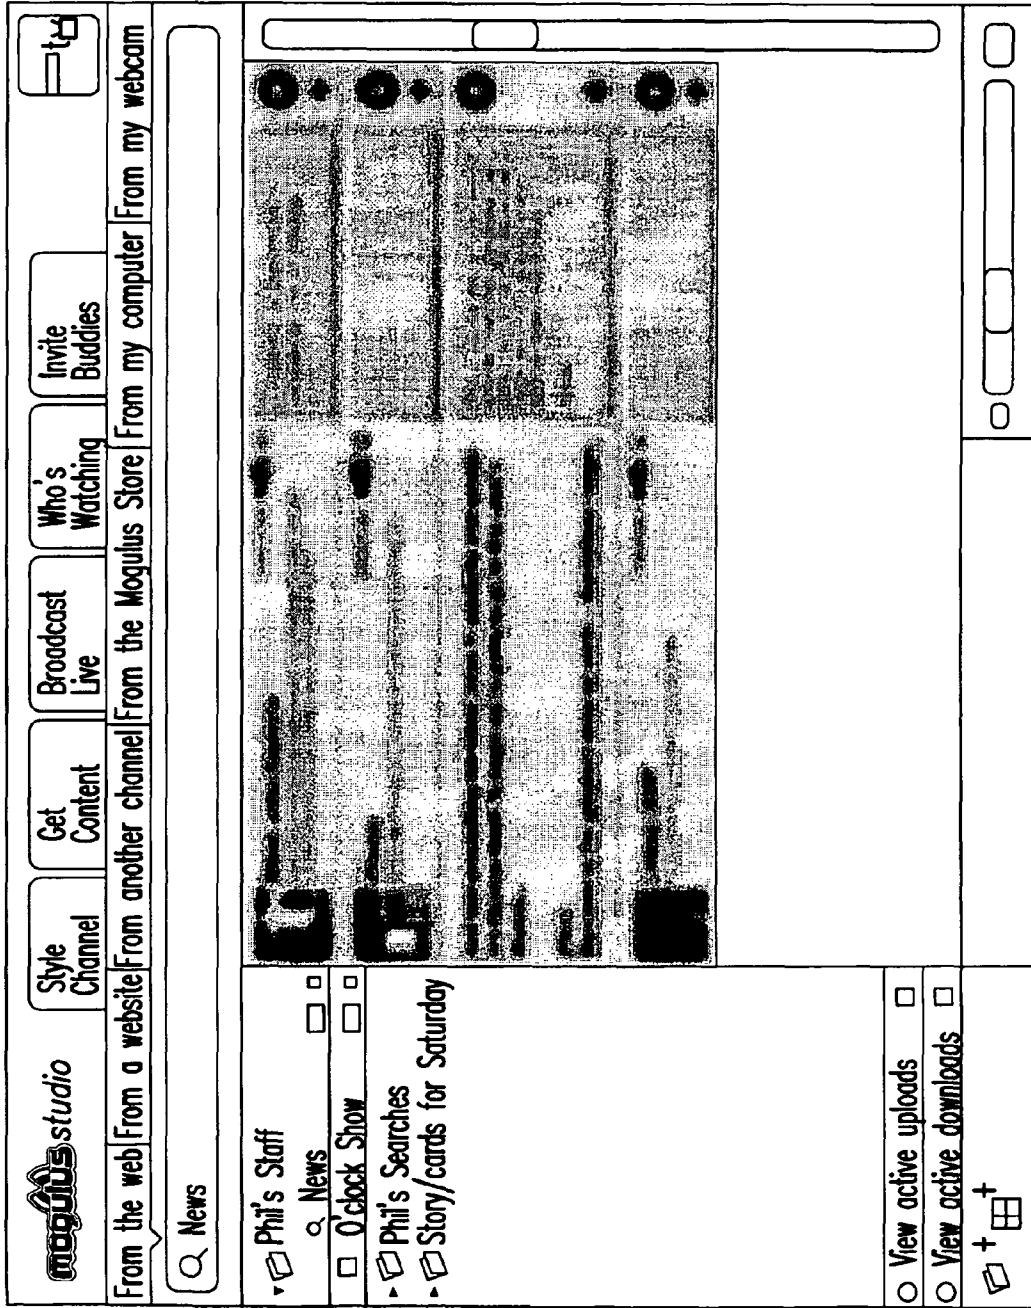 mogulus studio
Style Channel
Get Content
Broadcast Live
Who's Watching
Invite Buddies
From the web From a website From another channel From the Mogulus Store From my computer From my webcam
News
Phil's Staff
News
O'clock Show
Phil's Searches
Story/cards for Saturday
View active uploads
View active downloads